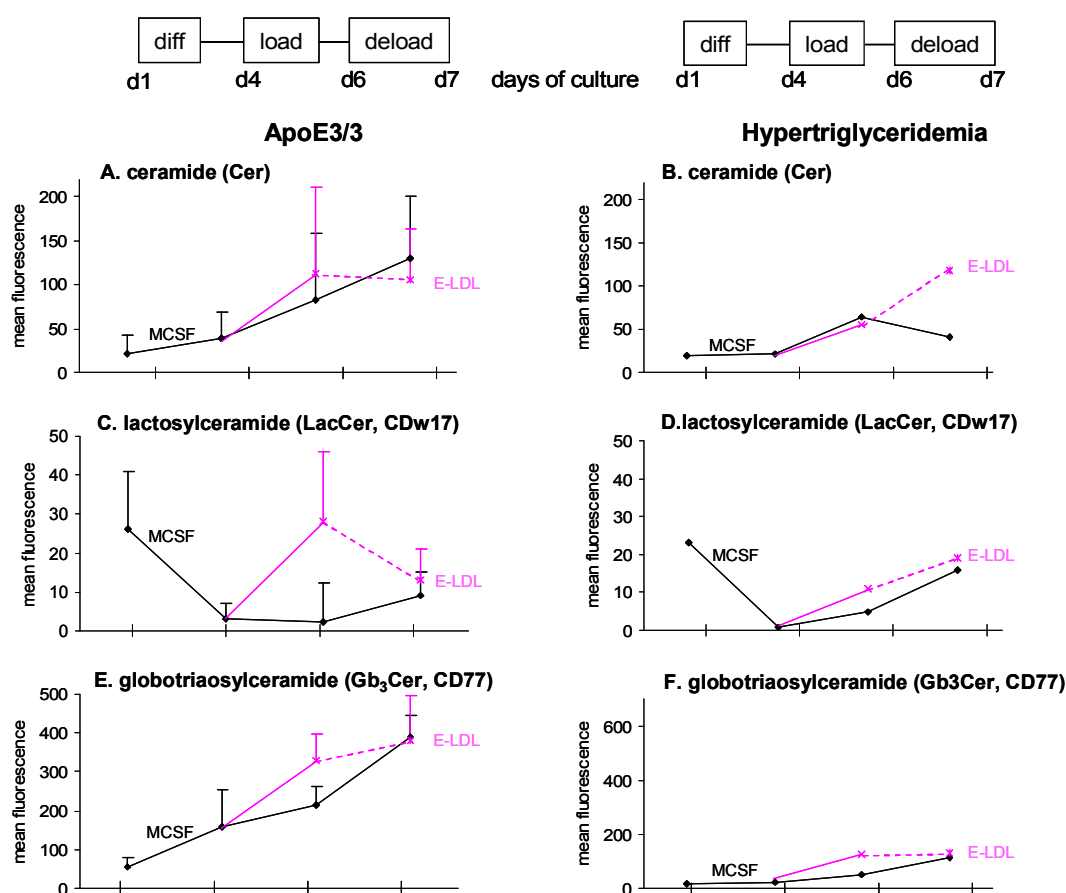 diff load deload diff load deload
d1 d4 d6 d7 days of culture d1 d4 d6 d7
ApoE3/3 Hypertriglyceridemia
A. ceramide (Cer)
mean fluorescence
200
150
100
50
0
MCSF
E-LDL
B. ceramide (Cer)
mean fluorescence
200
150
100
50
0
MCSF
E-LDL
C. lactosylceramide (LacCer, CDw17)
mean fluorescence
50
40
30
20
10
0
MCSF
E-LDL
D.lactosylceramide (LacCer, CDw17)
mean fluorescence
50
40
30
20
10
0
MCSF
E-LDL
E. globotriaosylceramide (Gb₃Cer, CD77)
mean fluorescence
500
400
300
200
100
0
MCSF
E-LDL
F. globotriaosylceramide (Gb3Cer, CD77)
mean fluorescence
600
400
200
0
MCSF
E-LDL